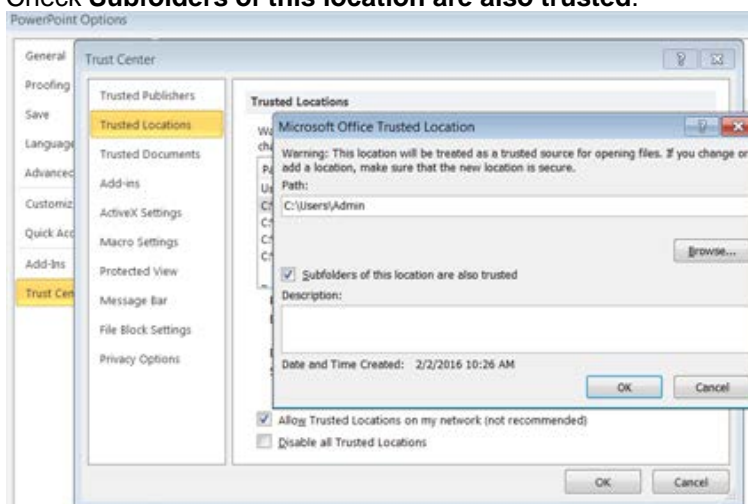 Check Subfolders of this location are also trusted.
PowerPoint Options
General
Proofing
Save
Language
Advanced
Customiz
Quick Acc
Add-Ins
Trust Cen
Trust Center
Trusted Publishers
Trusted Locations
Trusted Documents
Add-ins
ActiveX Settings
Macro Settings
Protected View
Message Bar
File Block Settings
Privacy Options
Trusted Locations
Microsoft Office Trusted Location
Warning: This location will be treated as a trusted source for opening files. If you change or
add a location, make sure that the new location is secure.
Path:
C:\Users\Admin
Browse...
Subfolders of this location are also trusted
Description:
Date and Time Created: 2/2/2016 10:26 AM
OK Cancel
Allow Trusted Locations on my network (not recommended)
Disable all Trusted Locations
OK Cancel